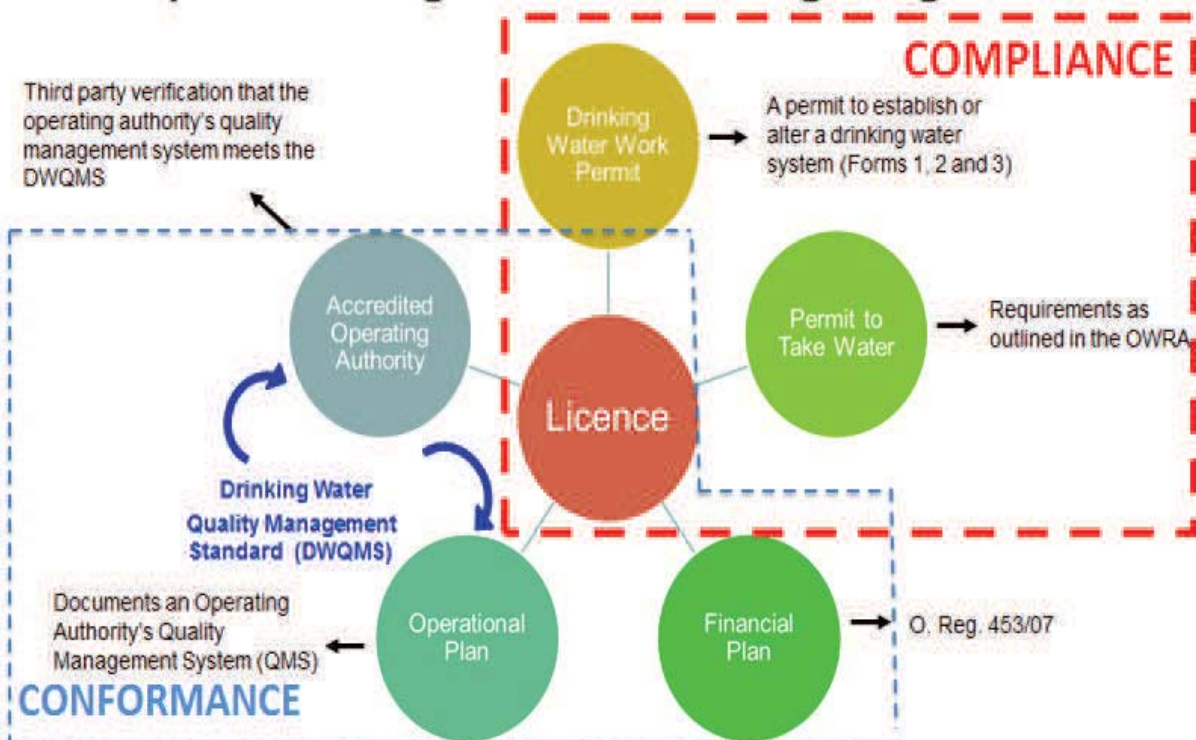 COMPLIANCE
Third party verification that the
operating authority's quality
management system meets the
DWQMS
Drinking
Water Work
Permit
A permit to establish or
alter a drinking water
system (Forms 1, 2 and 3)
Accredited
Operating
Authority
Permit to
Take Water
Requirements as
outlined in the OWRA
Licence
Drinking Water
Quality Management
Standard (DWQMS)
Documents an Operating
Authority's Quality
Management System (QMS)
Operational
Plan
Financial
Plan
O. Reg. 453/07
CONFORMANCE